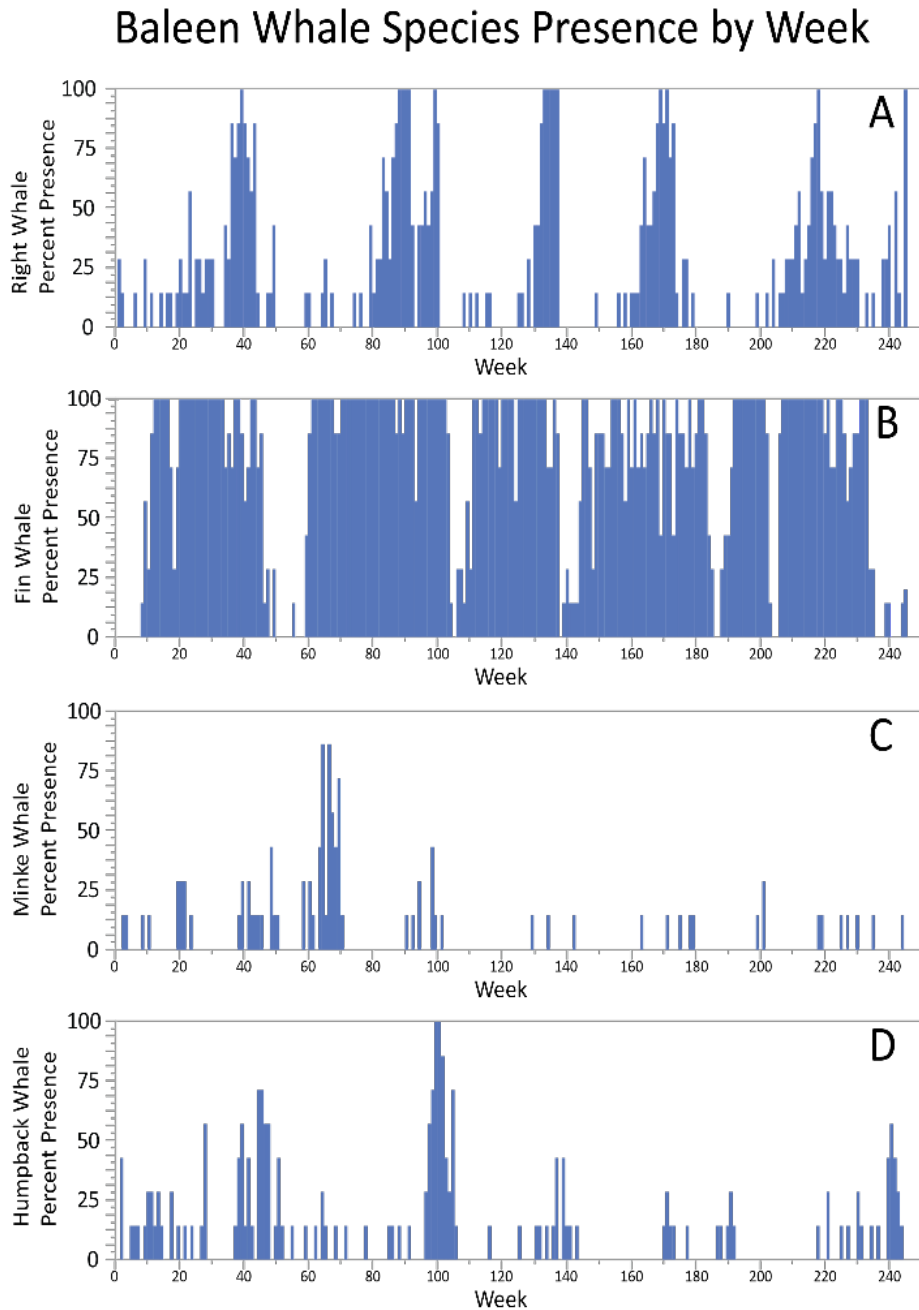 Baleen Whale Species Presence by Week
A
Right Whale
Percent Presence
100
75
50
25
0
0 20 40 60 80 100 120 140 160 180 200 220 240
Week
B
Fin Whale
Percent Presence
100
75
50
25
0
0 20 40 60 80 100 120 140 160 180 200 220 240
Week
C
Minke Whale
Percent Presence
100
75
50
25
0
0 20 40 60 80 100 120 140 160 180 200 220 240
Week
D
Humpback Whale
Percent Presence
100
75
50
25
0
0 20 40 60 80 100 120 140 160 180 200 220 240
Week